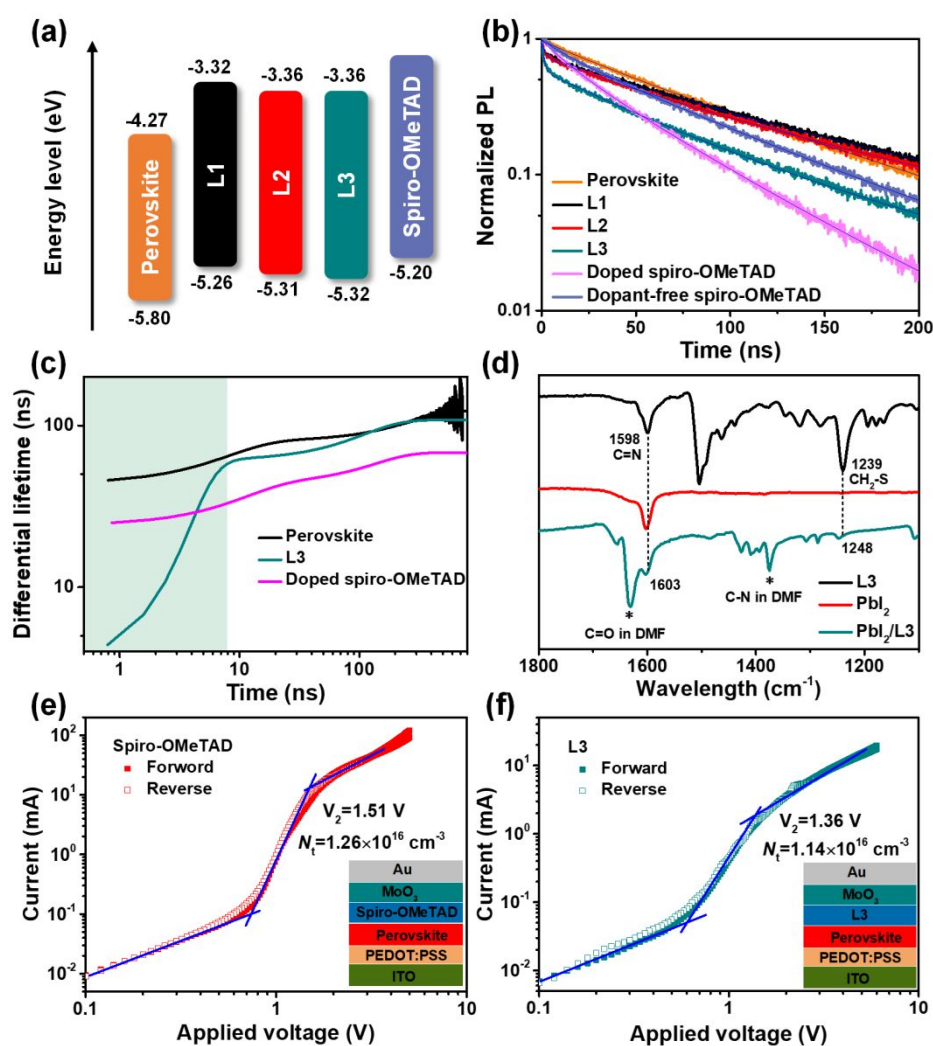 (a)
Energy level (eV)
-4.27
Perovskite
-5.80
-3.32
L1
-5.26
-3.36
L2
-5.31
-3.36
L3
-5.32
Spiro-OMeTAD
-5.20
(b)
Normalized PL
1
0.1
0.01
Perovskite
L1
L2
L3
Doped spiro-OMeTAD
Dopant-free spiro-OMeTAD
0 50 100 150 200
Time (ns)
(c)
Differential lifetime (ns)
100
10
Perovskite
L3
Doped spiro-OMeTAD
1 10 100
Time (ns)
(d)
1598
C=N
1239
CH₂-S
1603
1248
*
C=O in DMF
*
C-N in DMF
L3
PbI₂
PbI₂/L3
1800 1600 1400 1200
Wavelength (cm⁻¹)
(e)
Current (mA)
10²
10¹
10⁰
10⁻¹
10⁻²
Spiro-OMeTAD
Forword
Reverse
V₂=1.51 V
Nₜ=1.26×10¹⁶ cm⁻³
Au
MoO₃
Spiro-OMeTAD
Perovskite
PEDOT:PSS
ITO
0.1 1 10
Applied voltage (V)
(f)
Current (mA)
10²
10¹
10⁰
10⁻¹
10⁻²
L3
Forward
Reverse
V₂=1.36 V
Nₜ=1.14×10¹⁶ cm⁻³
Au
MoO₃
L3
Perovskite
PEDOT:PSS
ITO
0.1 1 10
Applied voltage (V)